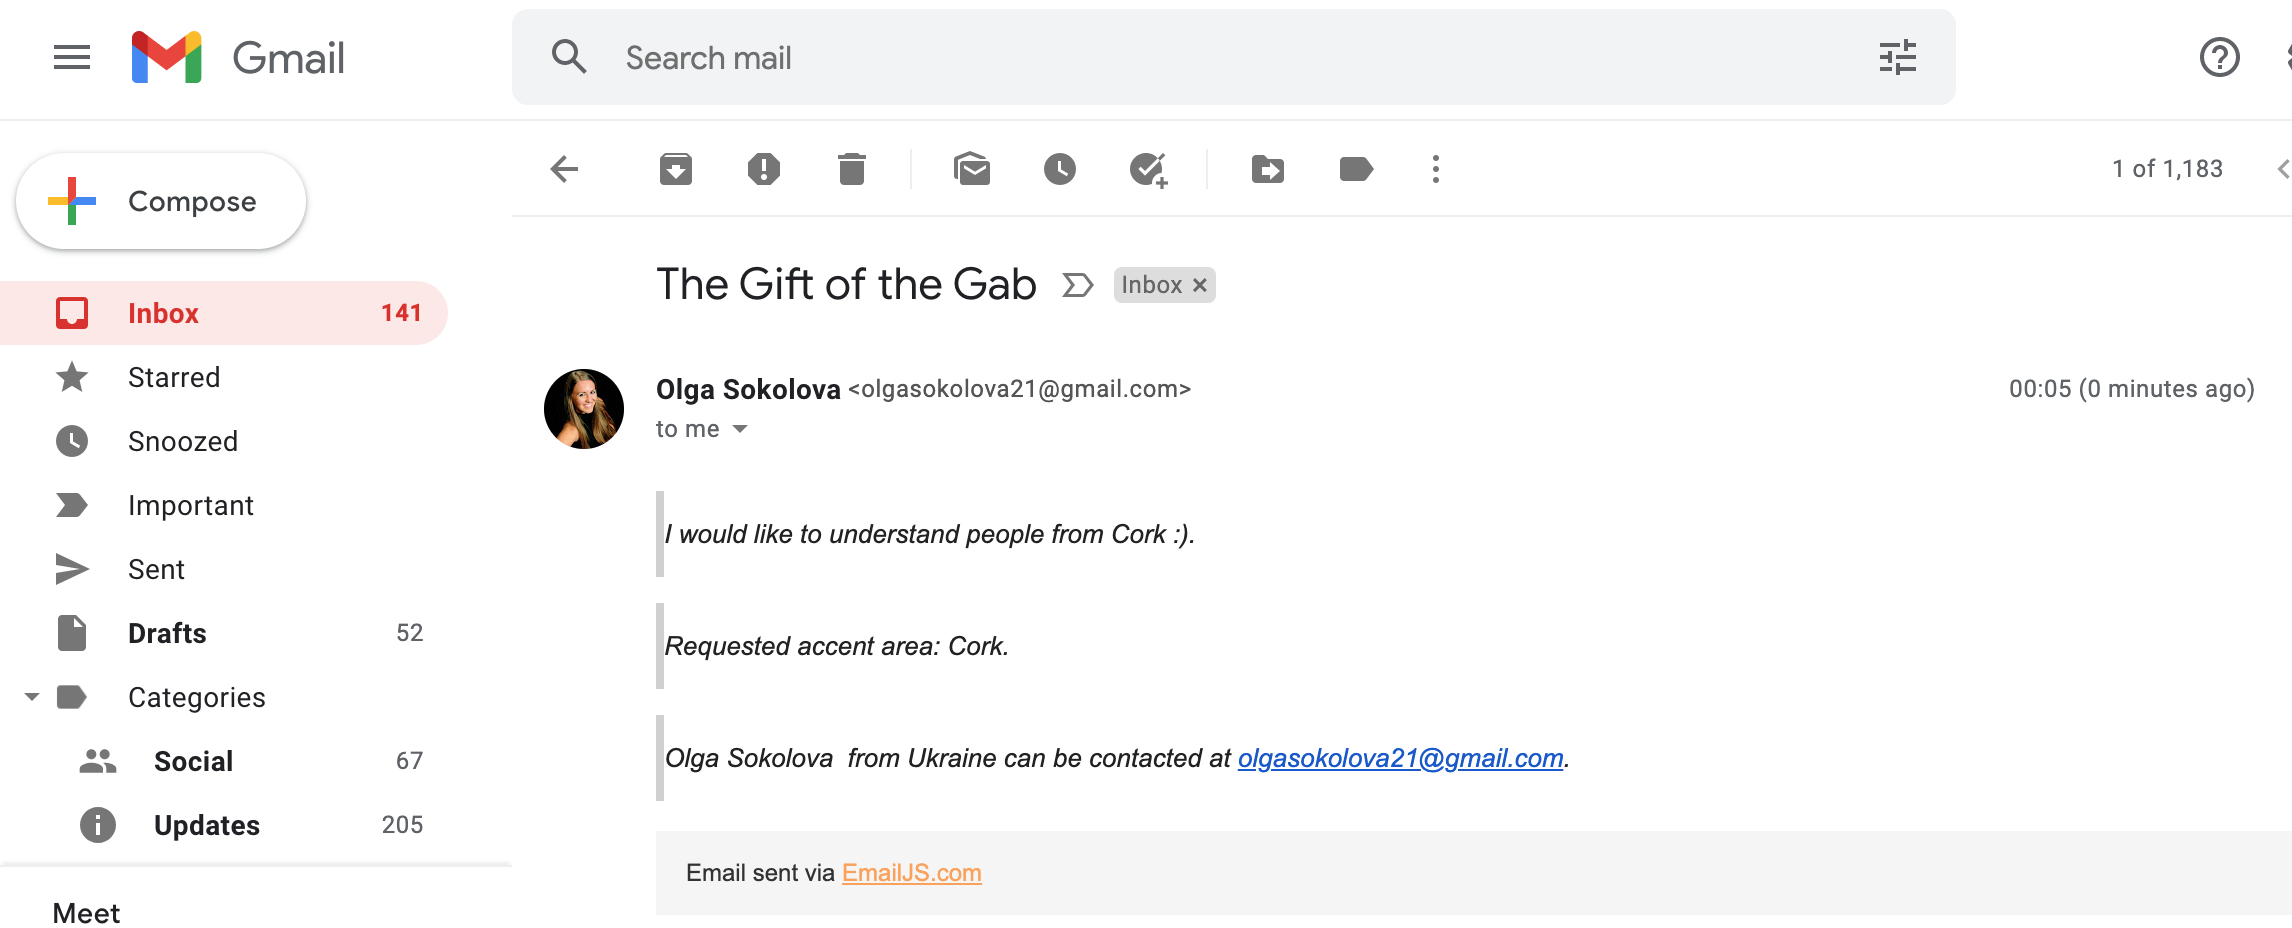 Gmail
Search mail
Compose
1 of 1,183
The Gift of the Gab Inbox ×
Inbox 141
Starred
Snoozed
Important
Sent
Drafts 52
Categories
Social 67
Updates 205
Meet
Olga Sokolova <olgasokolova21@gmail.com> 00:05 (0 minutes ago)
to me
I would like to understand people from Cork :).
Requested accent area: Cork.
Olga Sokolova  from Ukraine can be contacted at olgasokolova21@gmail.com.
Email sent via EmailJS.com